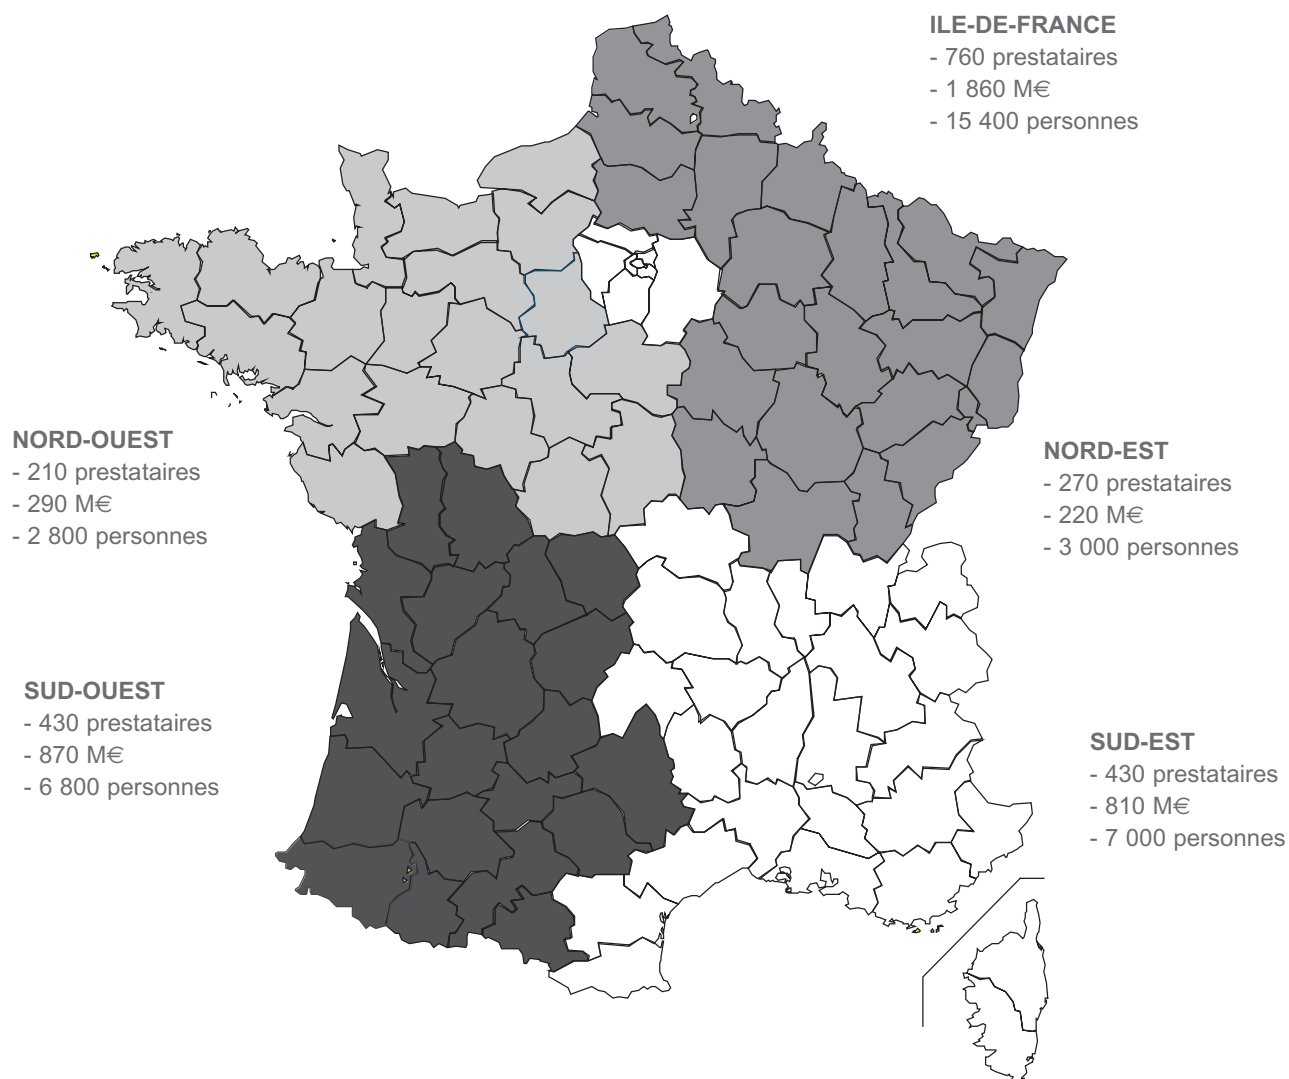 ILE-DE-FRANCE
- 760 prestataires
- 1 860 M€
- 15 400 personnes
NORD-OUEST
- 210 prestataires
- 290 M€
- 2 800 personnes
NORD-EST
- 270 prestataires
- 220 M€
- 3 000 personnes
SUD-OUEST
- 430 prestataires
- 870 M€
- 6 800 personnes
SUD-EST
- 430 prestataires
- 810 M€
- 7 000 personnes